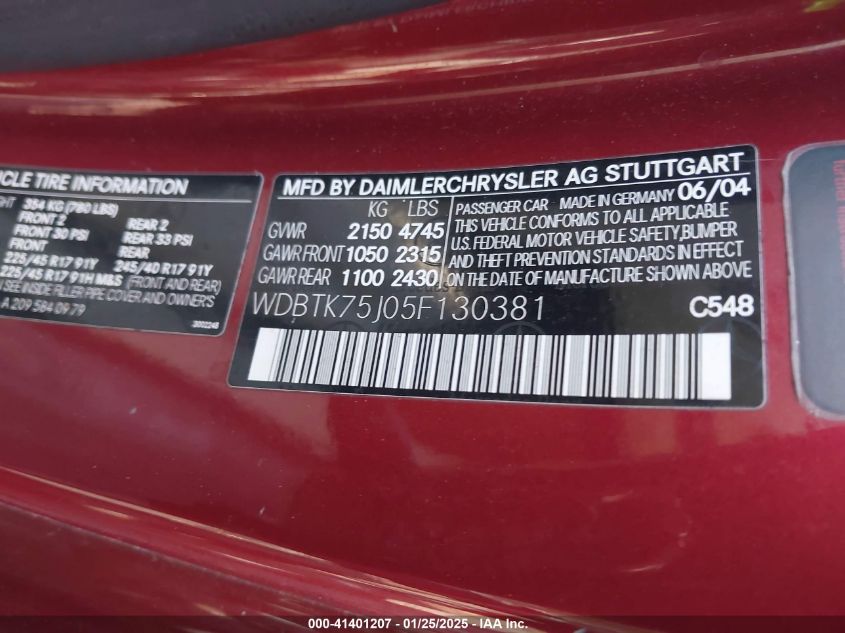 CLE TIRE INFORMATION
354 KG (780 LBS)
FRONT 2 REAR 2
FRONT 30 PSI REAR 33 PSI
FRONT REAR
225/45 R17 91Y 245/40 R17 91Y
225/45 R17 91H M&S (FRONT AND REAR)
SEE INSIDE FILLER PIPE COVER AND OWNER'S
A 209 584 09 79
MFD BY DAIMLERCHRYSLER AG STUTTGART
KG LBS
GVWR 2150 4745
GAWR FRONT 1050 2315
GAWR REAR 1100 2430
PASSENGER CAR MADE IN GERMANY 06/04
THIS VEHICLE CONFORMS TO ALL APPLICABLE
U.S. FEDERAL MOTOR VEHICLE SAFETY, BUMPER
AND THEFT PREVENTION STANDARDS IN EFFECT
ON THE DATE OF MANUFACTURE SHOWN ABOVE.
WDBTK75J05F130381 C548
000-41401207 - 01/25/2025 - IAA Inc.